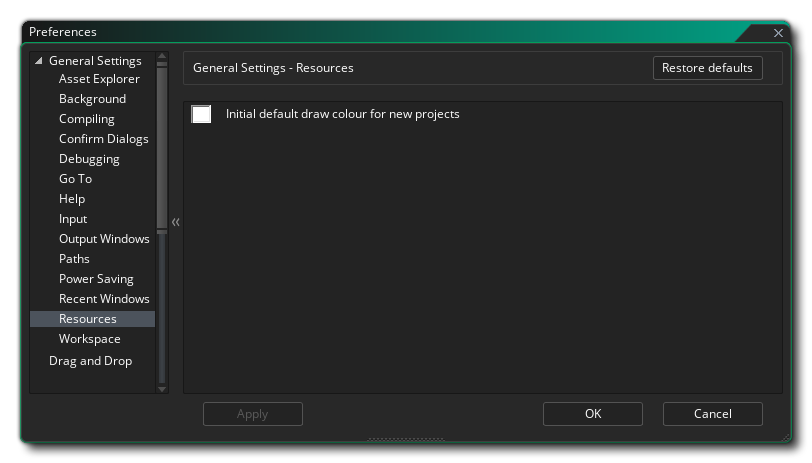 Preferences
General Settings
Asset Explorer
Background
Compiling
Confirm Dialogs
Debugging
Go To
Help
Input
Output Windows
Paths
Power Saving
Recent Windows
Resources
Workspace
Drag and Drop
General Settings - Resources
Restore defaults
Initial default draw colour for new projects
Apply
OK
Cancel